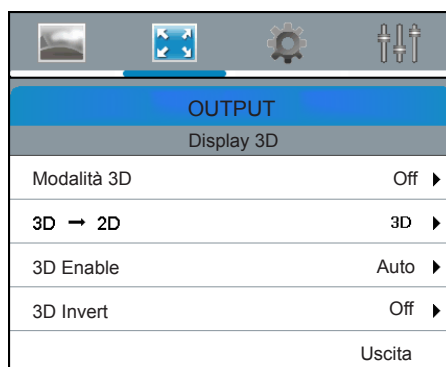 OUTPUT
Display 3D
Modalità 3D Off
3D → 2D 3D
3D Enable Auto
3D Invert Off
Uscita